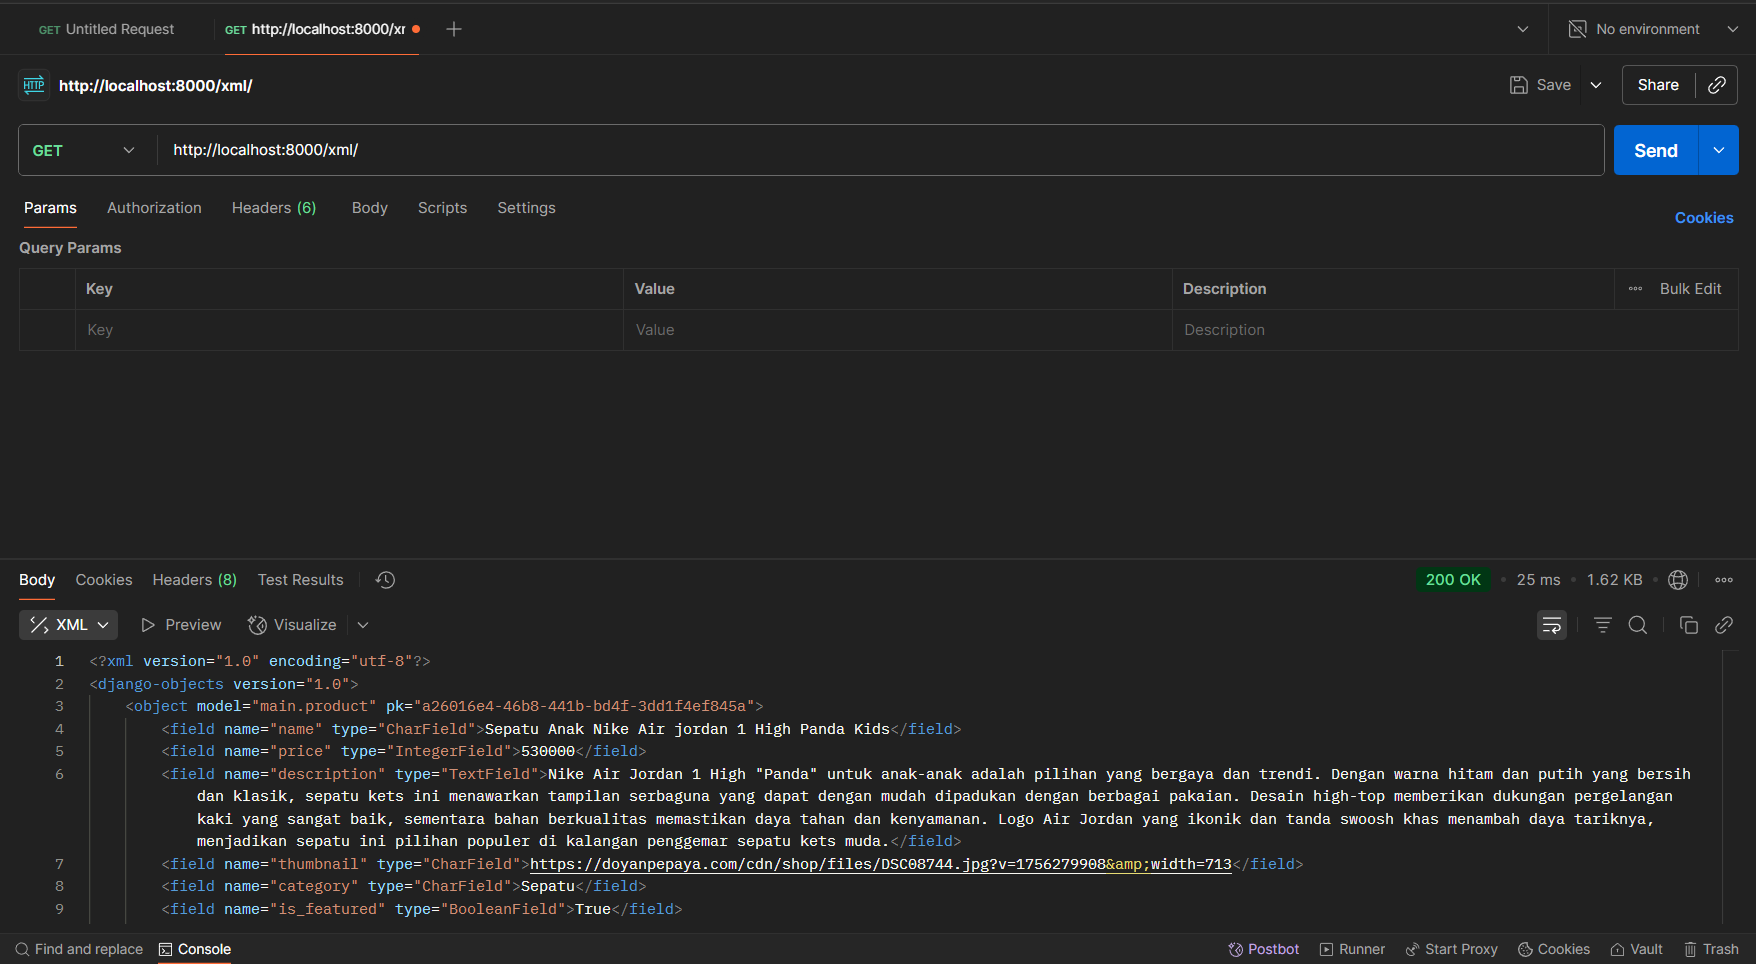 GET Untitled Request
GET http://localhost:8000/xr
No environment
HTTP http://localhost:8000/xml/
Save
Share
GET http://localhost:8000/xml/
Send
Params Authorization Headers (6) Body Scripts Settings
Cookies
Query Params
Key Value Description Bulk Edit
Key Value Description
Body Cookies Headers (8) Test Results
200 OK • 25 ms • 1.62 KB
XML Preview Visualize
1 <?xml version="1.0" encoding="utf-8"?>
2 <django-objects version="1.0">
3 <object model="main.product" pk="a26016e4-46b8-441b-bd4f-3dd1f4ef845a">
4 <field name="name" type="CharField">Sepatu Anak Nike Air jordan 1 High Panda Kids</field>
5 <field name="price" type="IntegerField">530000</field>
6 <field name="description" type="TextField">Nike Air Jordan 1 High "Panda" untuk anak-anak adalah pilihan yang bergaya dan trendi. Dengan warna hitam dan putih yang bersih
dan klasik, sepatu kets ini menawarkan tampilan serbaguna yang dapat dengan mudah dipadukan dengan berbagai pakaian. Desain high-top memberikan dukungan pergelangan
kaki yang sangat baik, sementara bahan berkualitas memastikan daya tahan dan kenyamanan. Logo Air Jordan yang ikonik dan tanda swoosh khas menambah daya tariknya,
menjadikan sepatu ini pilihan populer di kalangan penggemar sepatu kets muda.</field>
7 <field name="thumbnail" type="CharField">https://doyanpepaya.com/cdn/shop/files/DSC08744.jpg?v=1756279908&amp;width=713</field>
8 <field name="category" type="CharField">Sepatu</field>
9 <field name="is_featured" type="BooleanField">True</field>
Find and replace Console
Postbot Runner Start Proxy Cookies Vault Trash